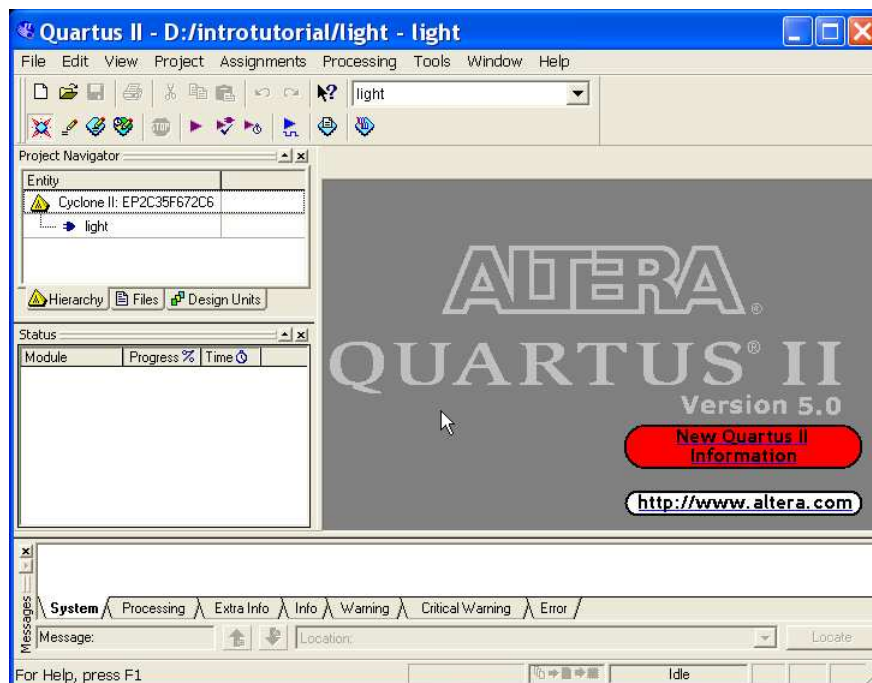 Quartus II - D:/introtutorial/light - light
File Edit View Project Assignments Processing Tools Window Help
light
Project Navigator
Entity
Cyclone II: EP2C35F672C6
light
Hierarchy Files Design Units
Status
Module Progress % Time
ALTERA®
QUARTUS® II
Version 5.0
New Quartus II
Information
http://www.altera.com
Messages
System Processing Extra Info Info Warning Critical Warning Error
Message: Location: Locate
For Help, press F1 Idle